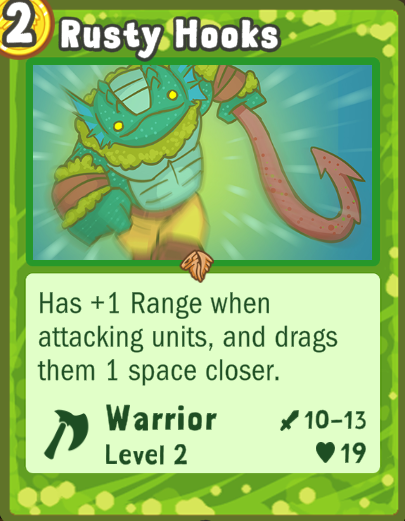 2
Rusty Hooks
Has +1 Range when
attacking units, and drags
them 1 space closer.
Warrior 10–13
Level 2 19